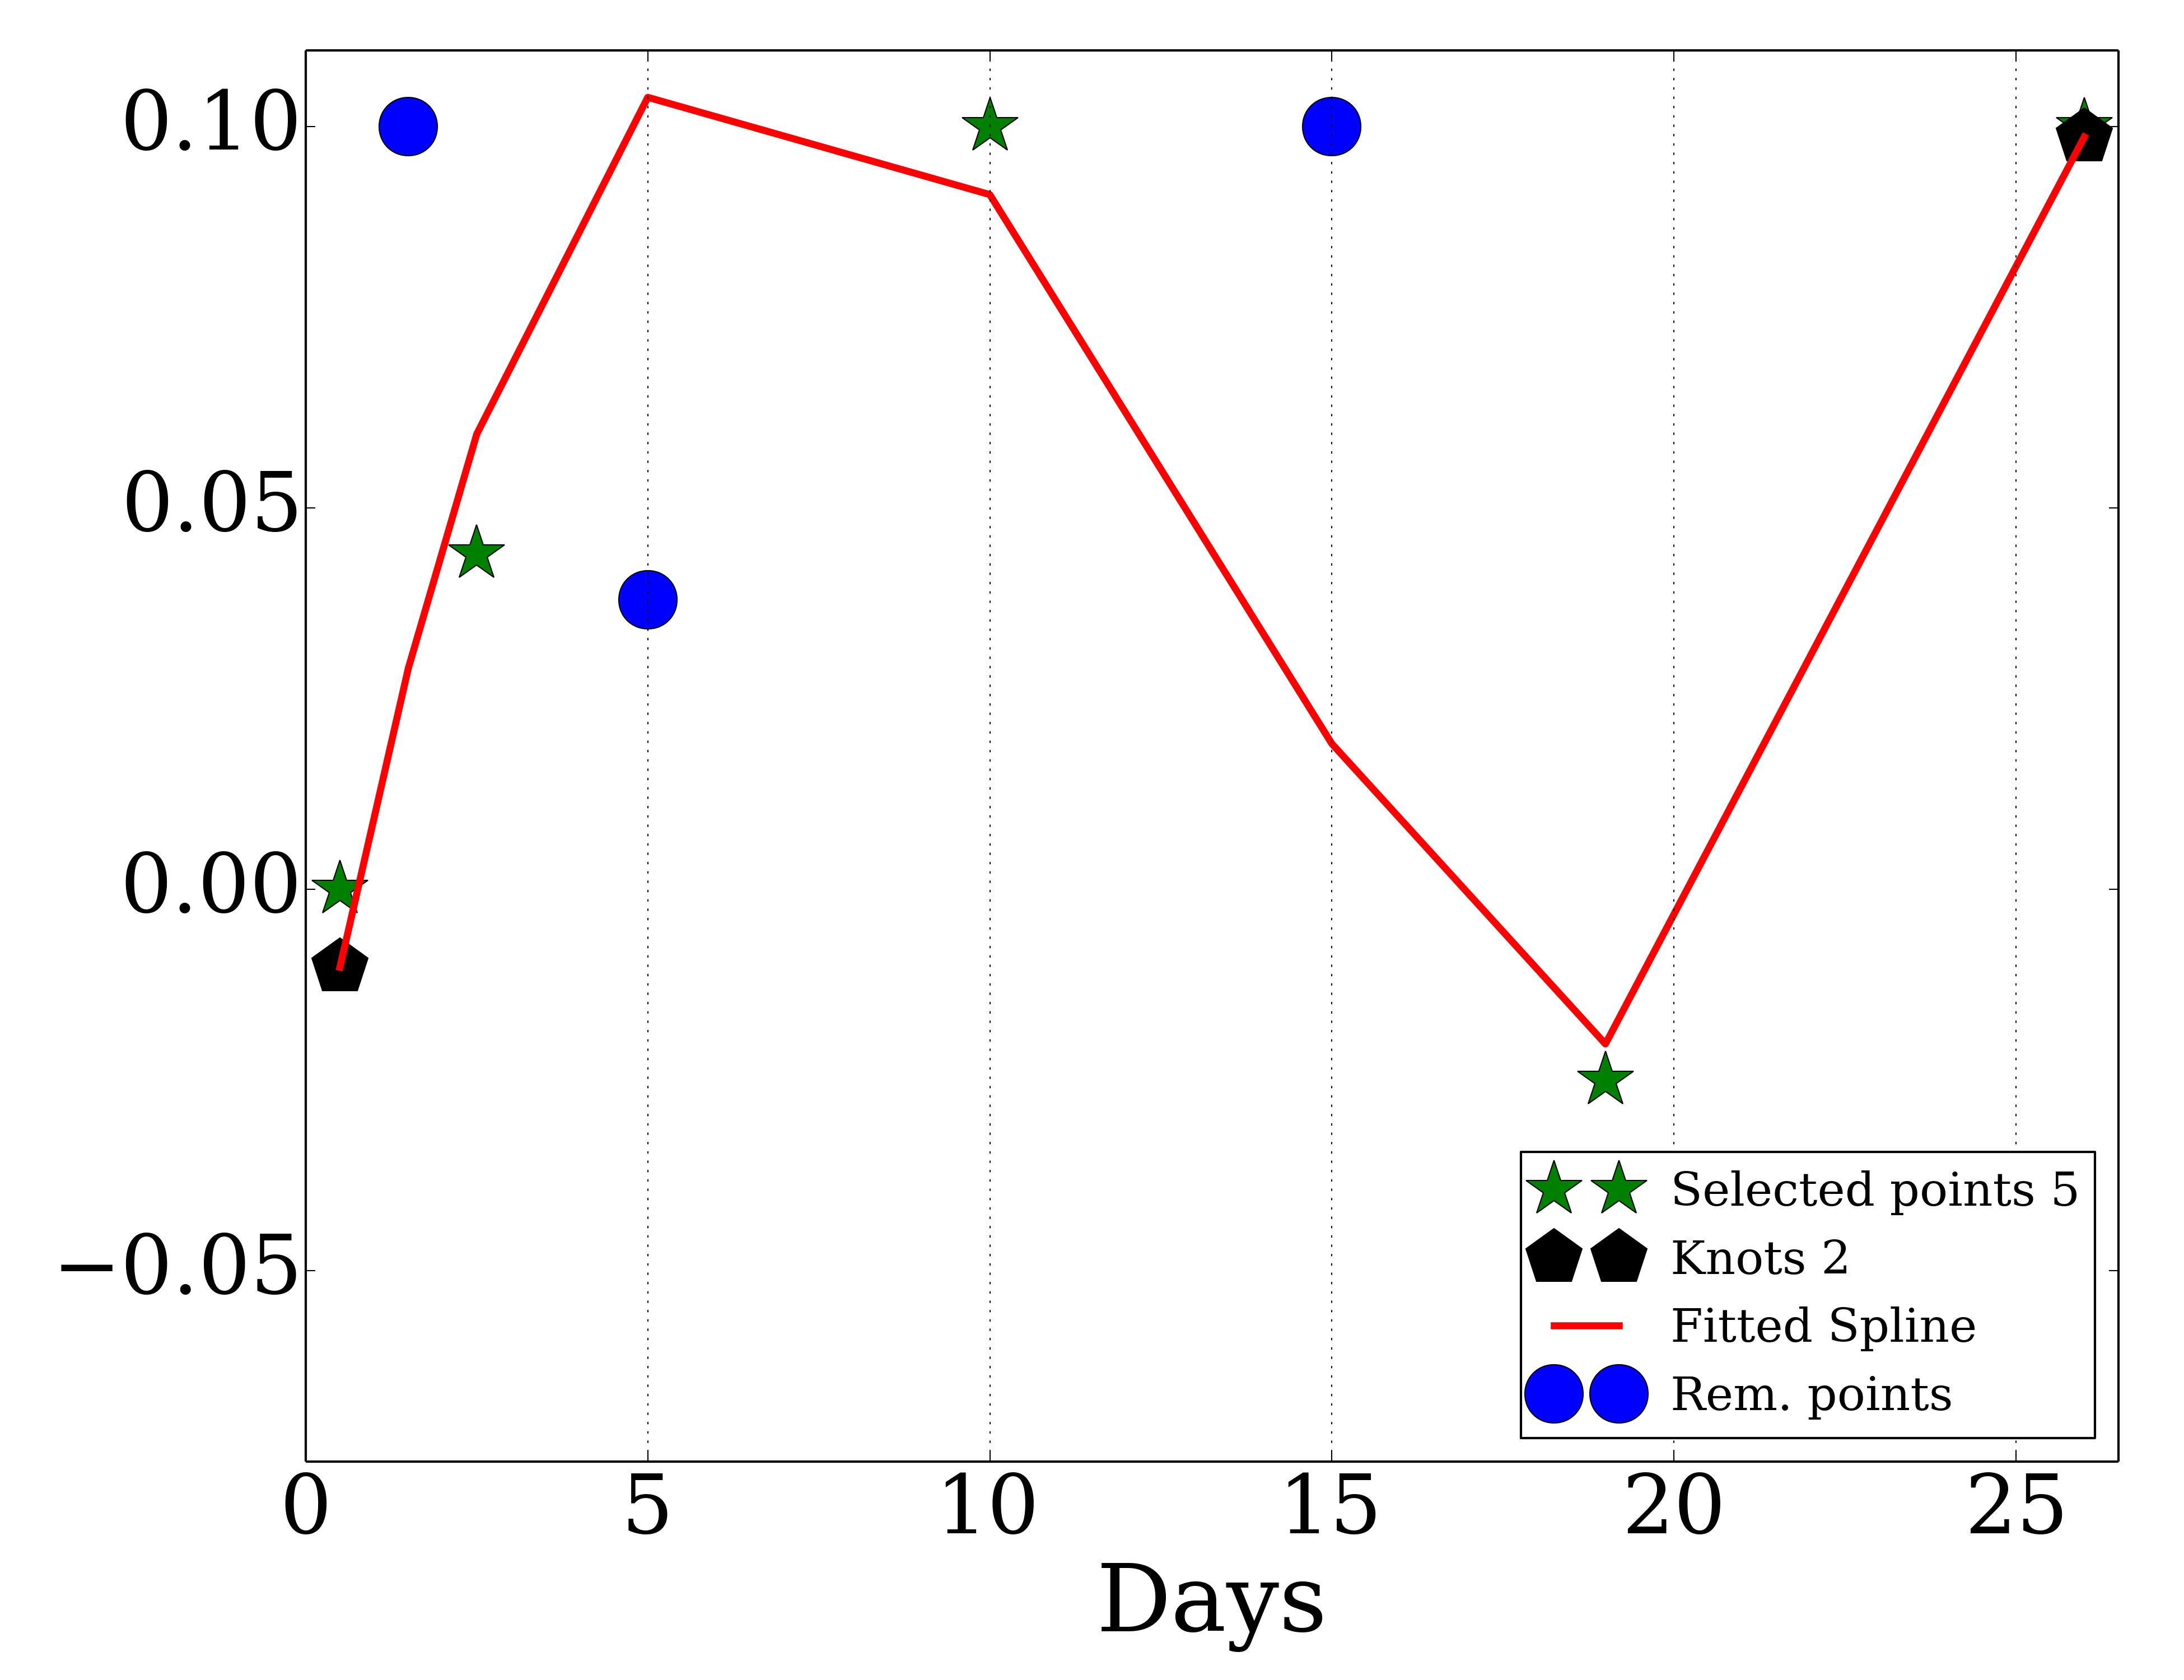 0.10
0.05
0.00
−0.05
0 5 10 15 20 25
Days
Selected points 5
Knots 2
Fitted Spline
Rem. points